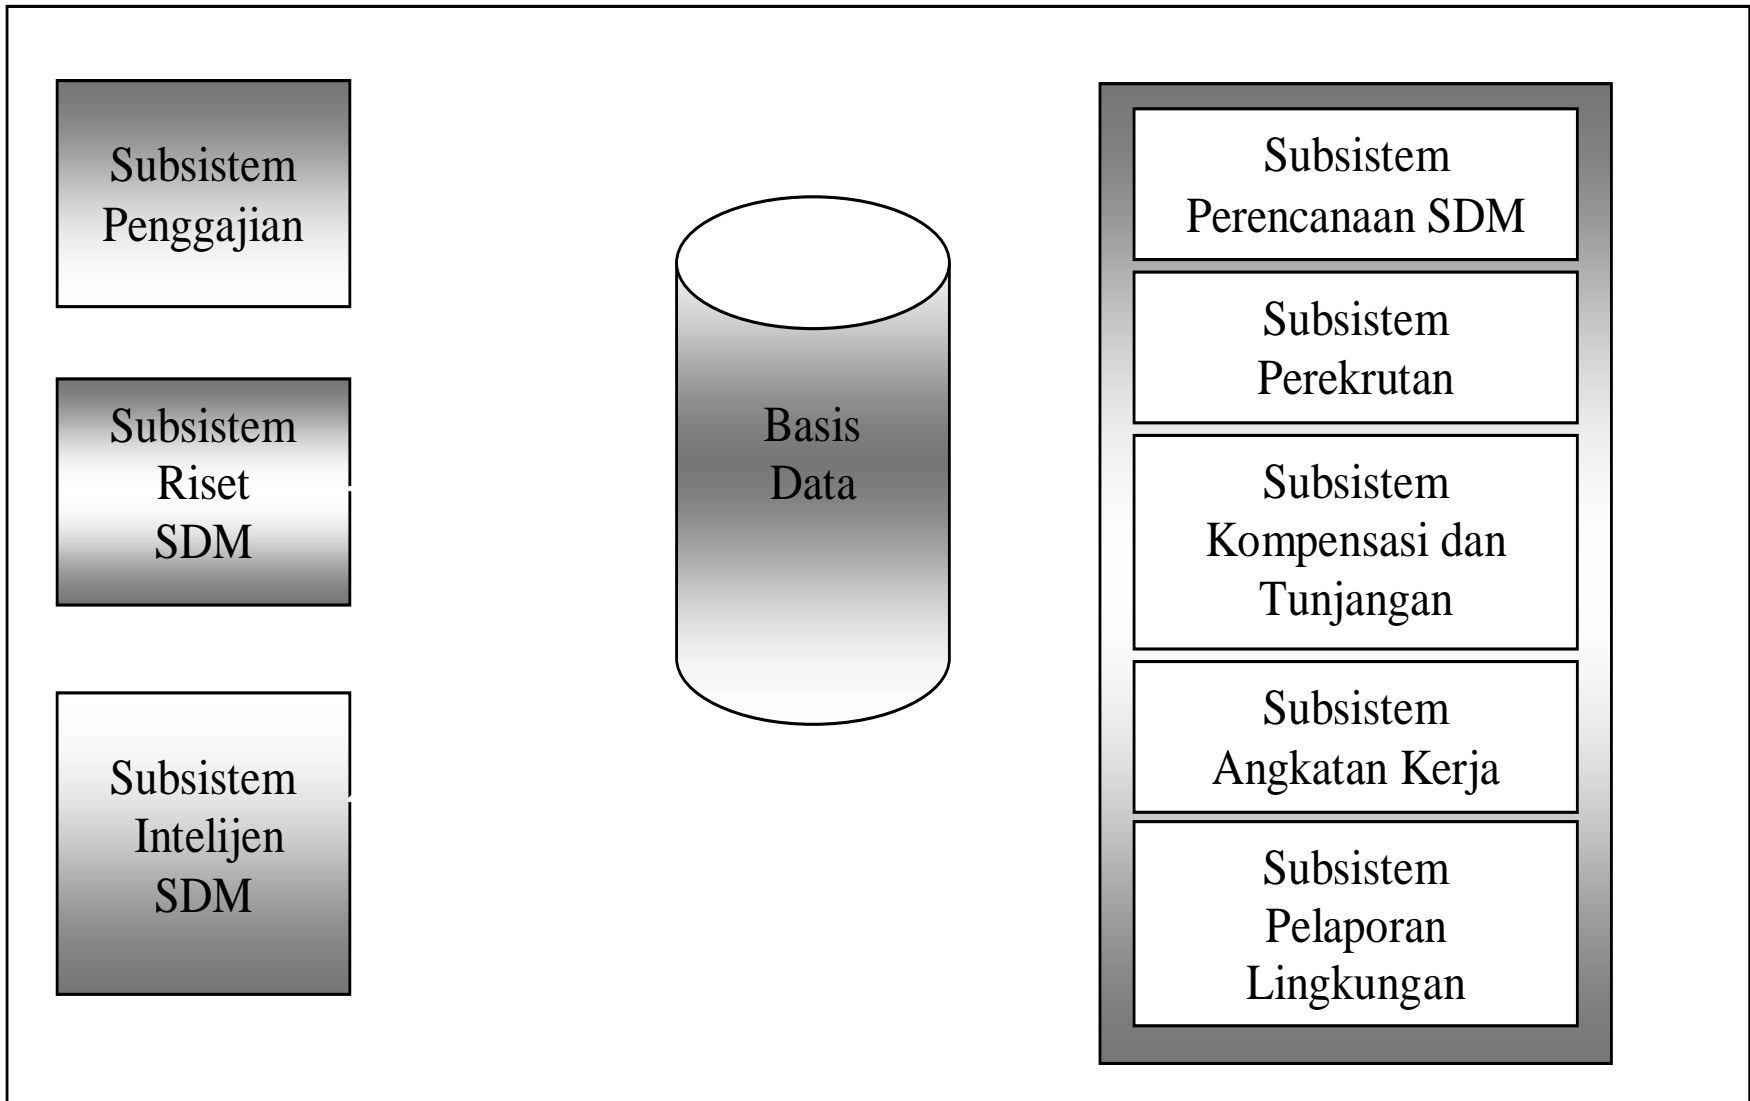 Subsistem
Penggajian
Subsistem
Riset
SDM
Subsistem
Intelijen
SDM
Basis
Data
Subsistem
Perencanaan SDM
Subsistem
Perekrutan
Subsistem
Kompensasi dan
Tunjangan
Subsistem
Angkatan Kerja
Subsistem
Pelaporan
Lingkungan